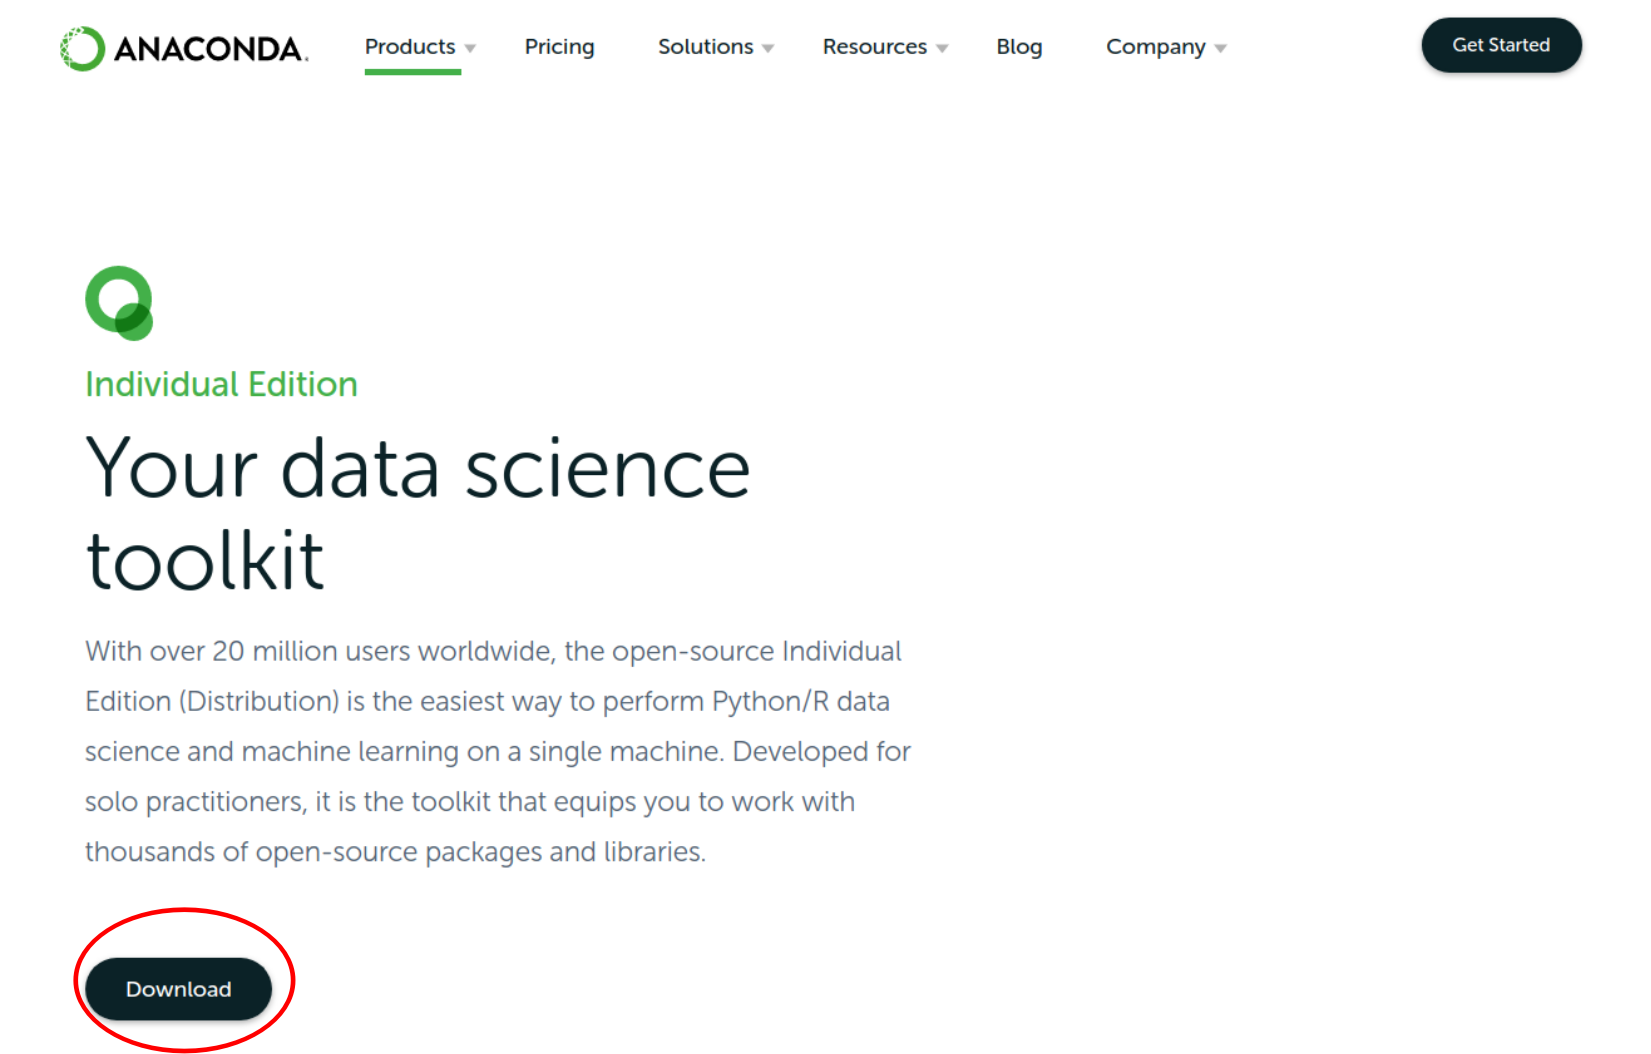 ANACONDA.
Products Pricing Solutions Resources Blog Company Get Started
Individual Edition
Your data science
toolkit
With over 20 million users worldwide, the open-source Individual
Edition (Distribution) is the easiest way to perform Python/R data
science and machine learning on a single machine. Developed for
solo practitioners, it is the toolkit that equips you to work with
thousands of open-source packages and libraries.
Download